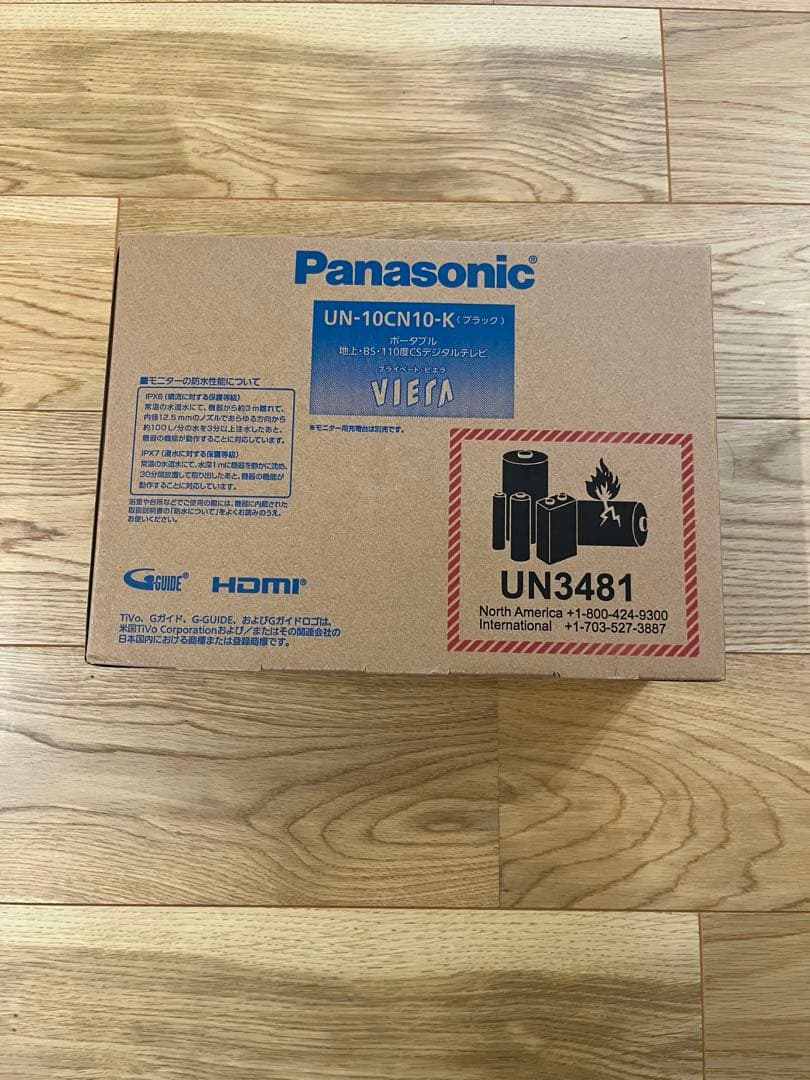 Panasonic®
UN-10CN10-K(ブラック)
ポータブル
地上・BS・110度CSデジタルテレビ
プライベート・ビエラ
VIERA
※モニター用充電台は別売です。
■モニターの防水性能について
IPX6(噴流に対する保護等級)
常温の水道水にて、機器から約3m離れて、
内径12.5mmのノズルであらゆる方向から
約100L/分の水を3分以上注水したあと、
機器の機能が動作することに対応しています。
IPX7(浸水に対する保護等級)
常温の水道水にて、水深1mに機器を静かに沈め、
30分間放置して取り出したあと、機器の機能が
動作することに対応しています。
浴室や台所などでご使用の際には、機器に内蔵された
取扱説明書の「防水について」をよくお読みのうえ、
お使いください。
G-GUIDE® HDMI®
TiVo、Gガイド、G-GUIDE、およびGガイドロゴは、
米国TiVo Corporationおよび/またはその関連会社の
日本国内における商標または登録商標です。
UN3481
North America +1-800-424-9300
International +1-703-527-3887